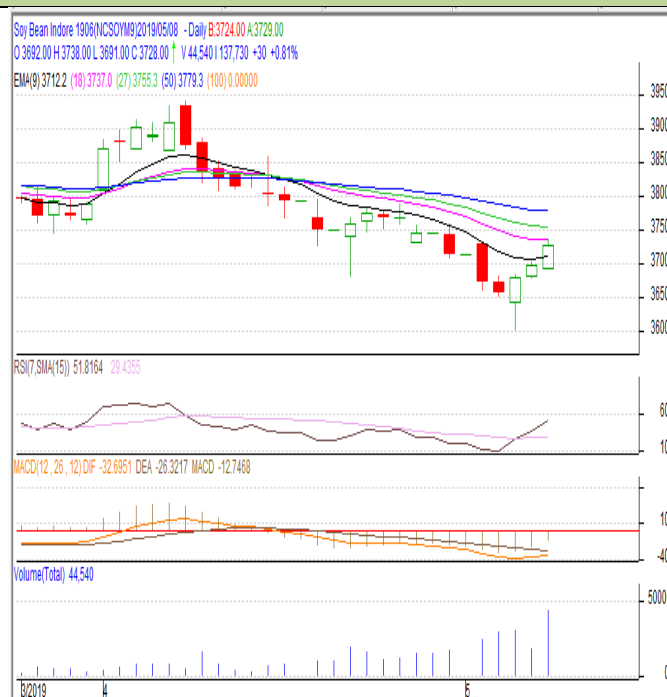 Soy Bean Indore 1906(NCSOYM9)2019/05/08 - Daily B:3724.00 A:3729.00
O 3692.00 H 3738.00 L 3691.00 C 3728.00 ↑ V 44,540 I 137,730 +30 +0.81%
EMA(9) 3712.2 (18) 3737.0 (27) 3755.3 (50) 3779.3 (100) 0.00000
3950
3900
3850
3800
3750
3700
3650
3600
RSI(7,SMA(15)) 51.8164 29.4355
60
10
MACD(12 , 26 , 12) DIF -32.6951 DEA -26.3217 MACD -12.7468
10
-40
Volume(Total) 44,540
5000
0
3/2019 4 5